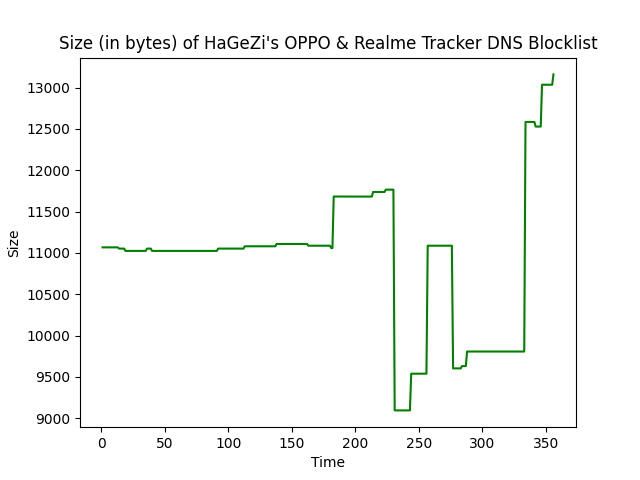 Size (in bytes) of HaGeZi's OPPO & Realme Tracker DNS Blocklist
13000
12500
12000
11500
11000
10500
10000
9500
9000
Size
0 50 100 150 200 250 300 350
Time